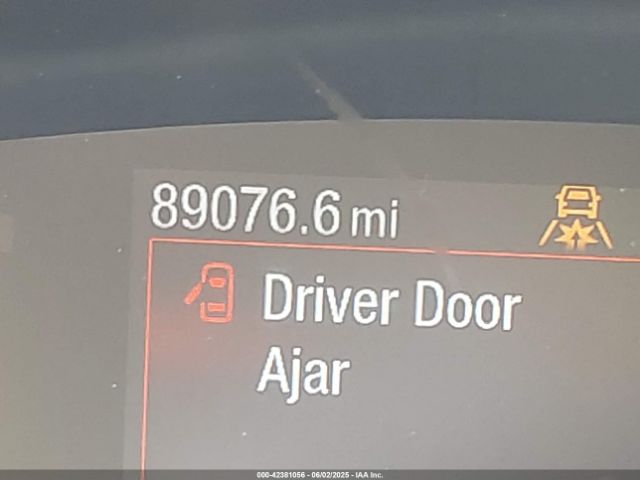 89076.6 mi
Driver Door
Ajar
000-42381056 - 06/02/2025 - IAA Inc.